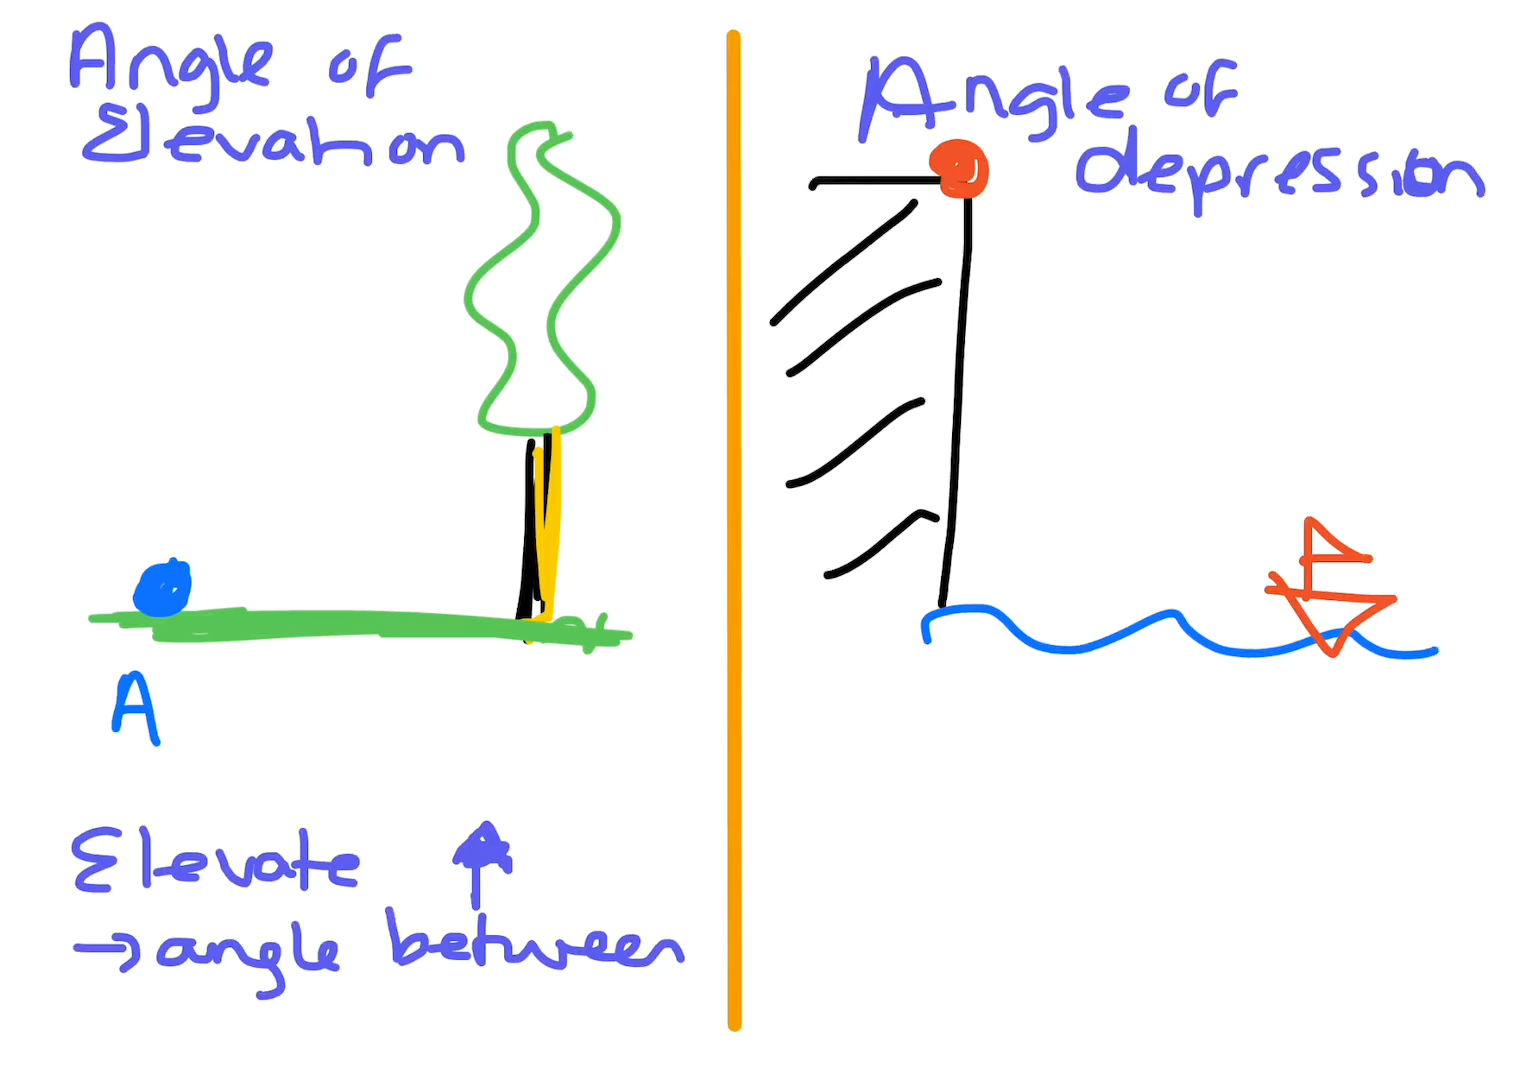 Angle of
Elevation
A
Elevate ↑
→ angle between
Angle of
depression